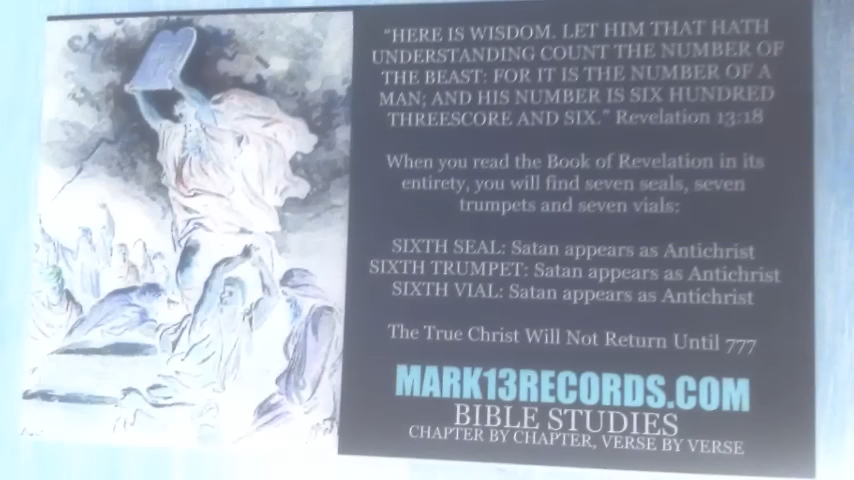 "HERE IS WISDOM. LET HIM THAT HATH
UNDERSTANDING COUNT THE NUMBER OF
THE BEAST: FOR IT IS THE NUMBER OF A
MAN; AND HIS NUMBER IS SIX HUNDRED
THREESCORE AND SIX." Revelation 13:18
When you read the Book of Revelation in its
entirety, you will find seven seals, seven
trumpets and seven vials:
SIXTH SEAL: Satan appears as Antichrist
SIXTH TRUMPET: Satan appears as Antichrist
SIXTH VIAL: Satan appears as Antichrist
The True Christ Will Not Return Until 777
MARK13RECORDS.COM
BIBLE STUDIES
CHAPTER BY CHAPTER, VERSE BY VERSE